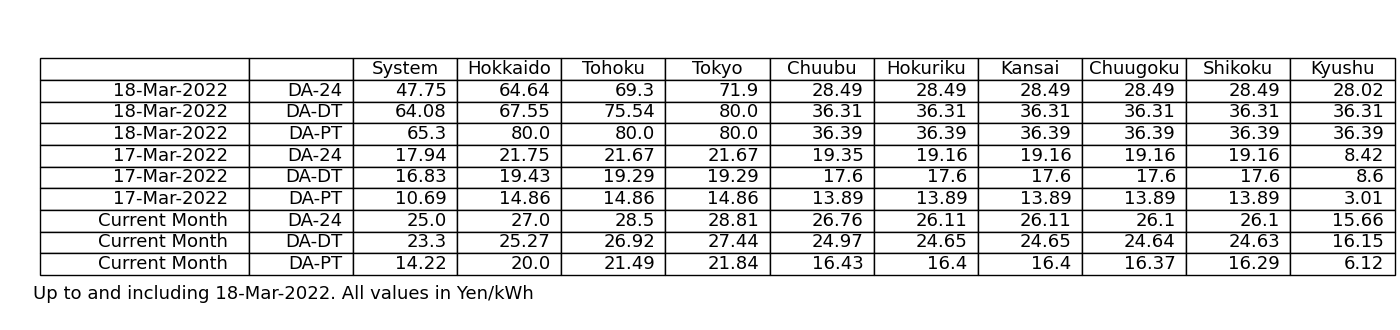 System Hokkaido Tohoku Tokyo Chuubu Hokuriku Kansai Chuugoku Shikoku Kyushu
18-Mar-2022 DA-24 47.75 64.64 69.3 71.9 28.49 28.49 28.49 28.49 28.49 28.02
18-Mar-2022 DA-DT 64.08 67.55 75.54 80.0 36.31 36.31 36.31 36.31 36.31 36.31
18-Mar-2022 DA-PT 65.3 80.0 80.0 80.0 36.39 36.39 36.39 36.39 36.39 36.39
17-Mar-2022 DA-24 17.94 21.75 21.67 21.67 19.35 19.16 19.16 19.16 19.16 8.42
17-Mar-2022 DA-DT 16.83 19.43 19.29 19.29 17.6 17.6 17.6 17.6 17.6 8.6
17-Mar-2022 DA-PT 10.69 14.86 14.86 14.86 13.89 13.89 13.89 13.89 13.89 3.01
Current Month DA-24 25.0 27.0 28.5 28.81 26.76 26.11 26.11 26.1 26.1 15.66
Current Month DA-DT 23.3 25.27 26.92 27.44 24.97 24.65 24.65 24.64 24.63 16.15
Current Month DA-PT 14.22 20.0 21.49 21.84 16.43 16.4 16.4 16.37 16.29 6.12
Up to and including 18-Mar-2022. All values in Yen/kWh